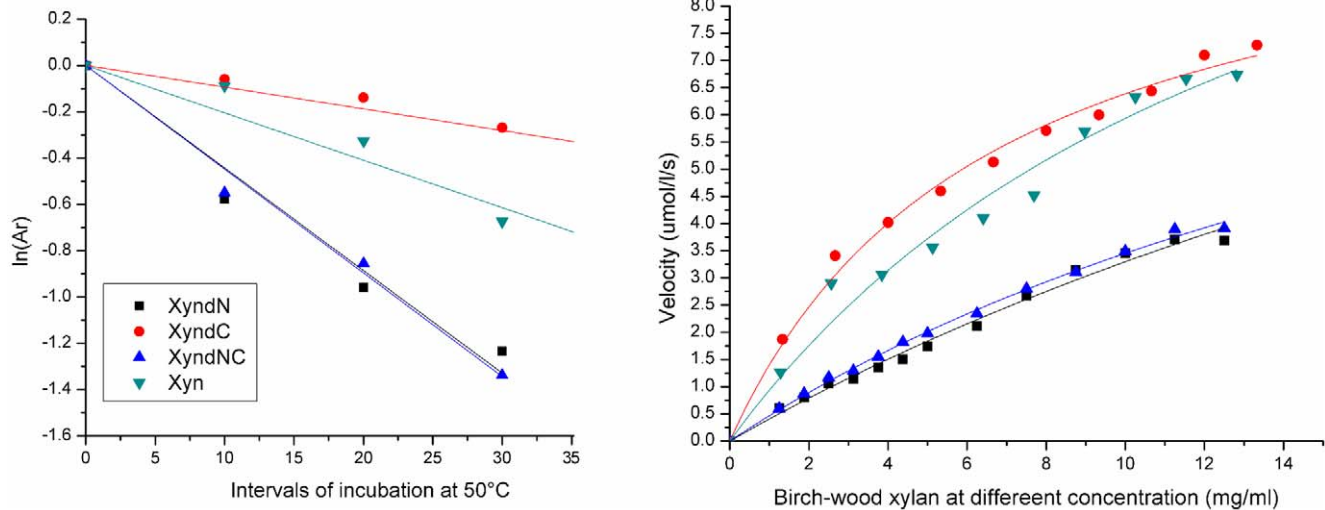 0.2
0.0
-0.2
-0.4
-0.6
-0.8
-1.0
-1.2
-1.4
-1.6
ln(Ar)
XyndN
XyndC
XyndNC
Xyn
0 5 10 15 20 25 30 35
Intervals of incubation at 50°C
8.0
7.5
7.0
6.5
6.0
5.5
5.0
4.5
4.0
3.5
3.0
2.5
2.0
1.5
1.0
0.5
0.0
Velocity (umol/l/s)
0 2 4 6 8 10 12 14
Birch-wood xylan at differeent concentration (mg/ml)